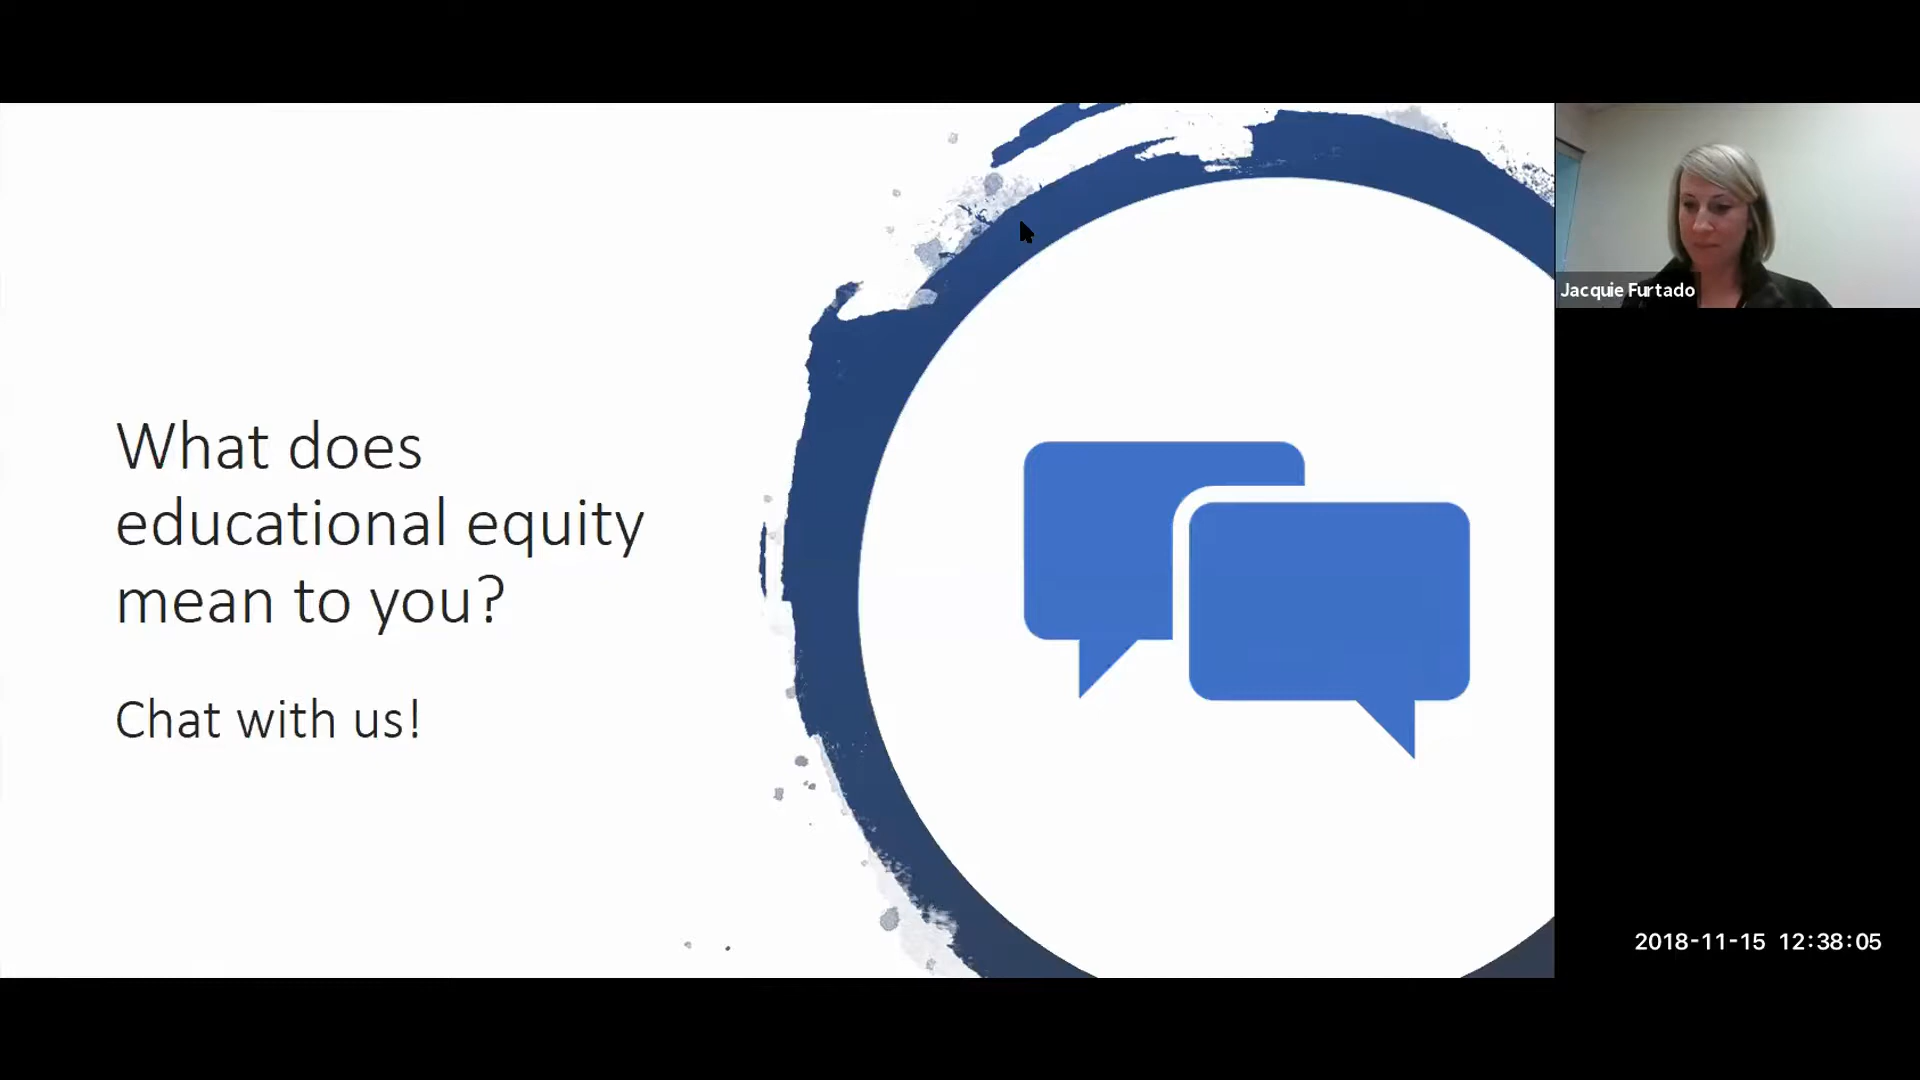 What does
educational equity
mean to you?
Chat with us!
Jacquie Furtado
2018-11-15 12:38:05